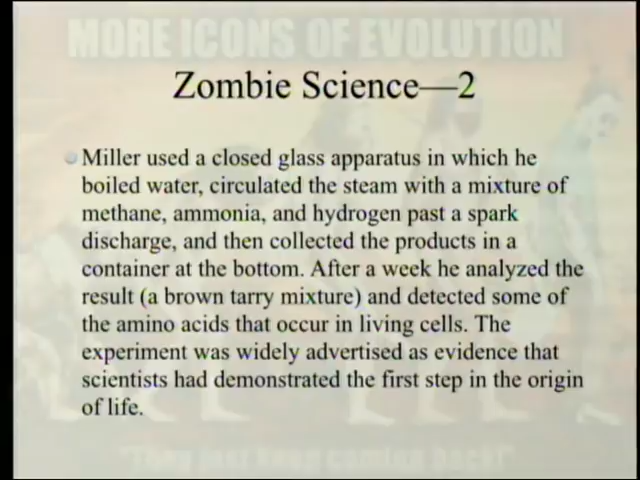 MORE ICONS OF EVOLUTION
Zombie Science—2
Miller used a closed glass apparatus in which he
boiled water, circulated the steam with a mixture of
methane, ammonia, and hydrogen past a spark
discharge, and then collected the products in a
container at the bottom. After a week he analyzed the
result (a brown tarry mixture) and detected some of
the amino acids that occur in living cells. The
experiment was widely advertised as evidence that
scientists had demonstrated the first step in the origin
of life.
"They just keep coming back!"